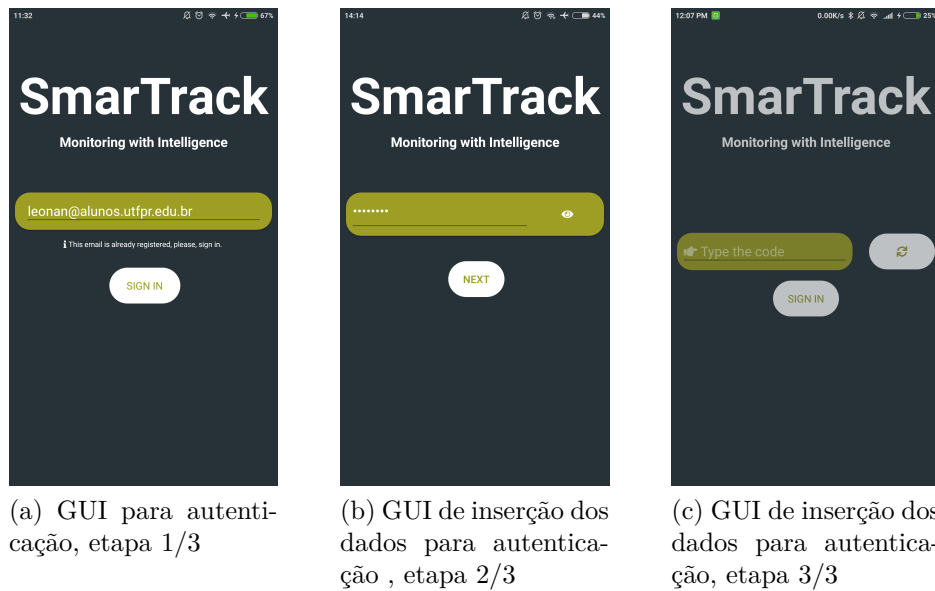 11:32
67%
SmarTrack
Monitoring with Intelligence
leonan@alunos.utfpr.edu.br
This email is already registered, please, sign in.
SIGN IN
(a) GUI para autenti-
cação, etapa 1/3
14:14
44%
SmarTrack
Monitoring with Intelligence
••••••••
NEXT
(b) GUI de inserção dos
dados para autentica-
ção , etapa 2/3
12:07 PM
0.00K/s
25%
SmarTrack
Monitoring with Intelligence
Type the code
SIGN IN
(c) GUI de inserção dos
dados para autentica-
ção, etapa 3/3